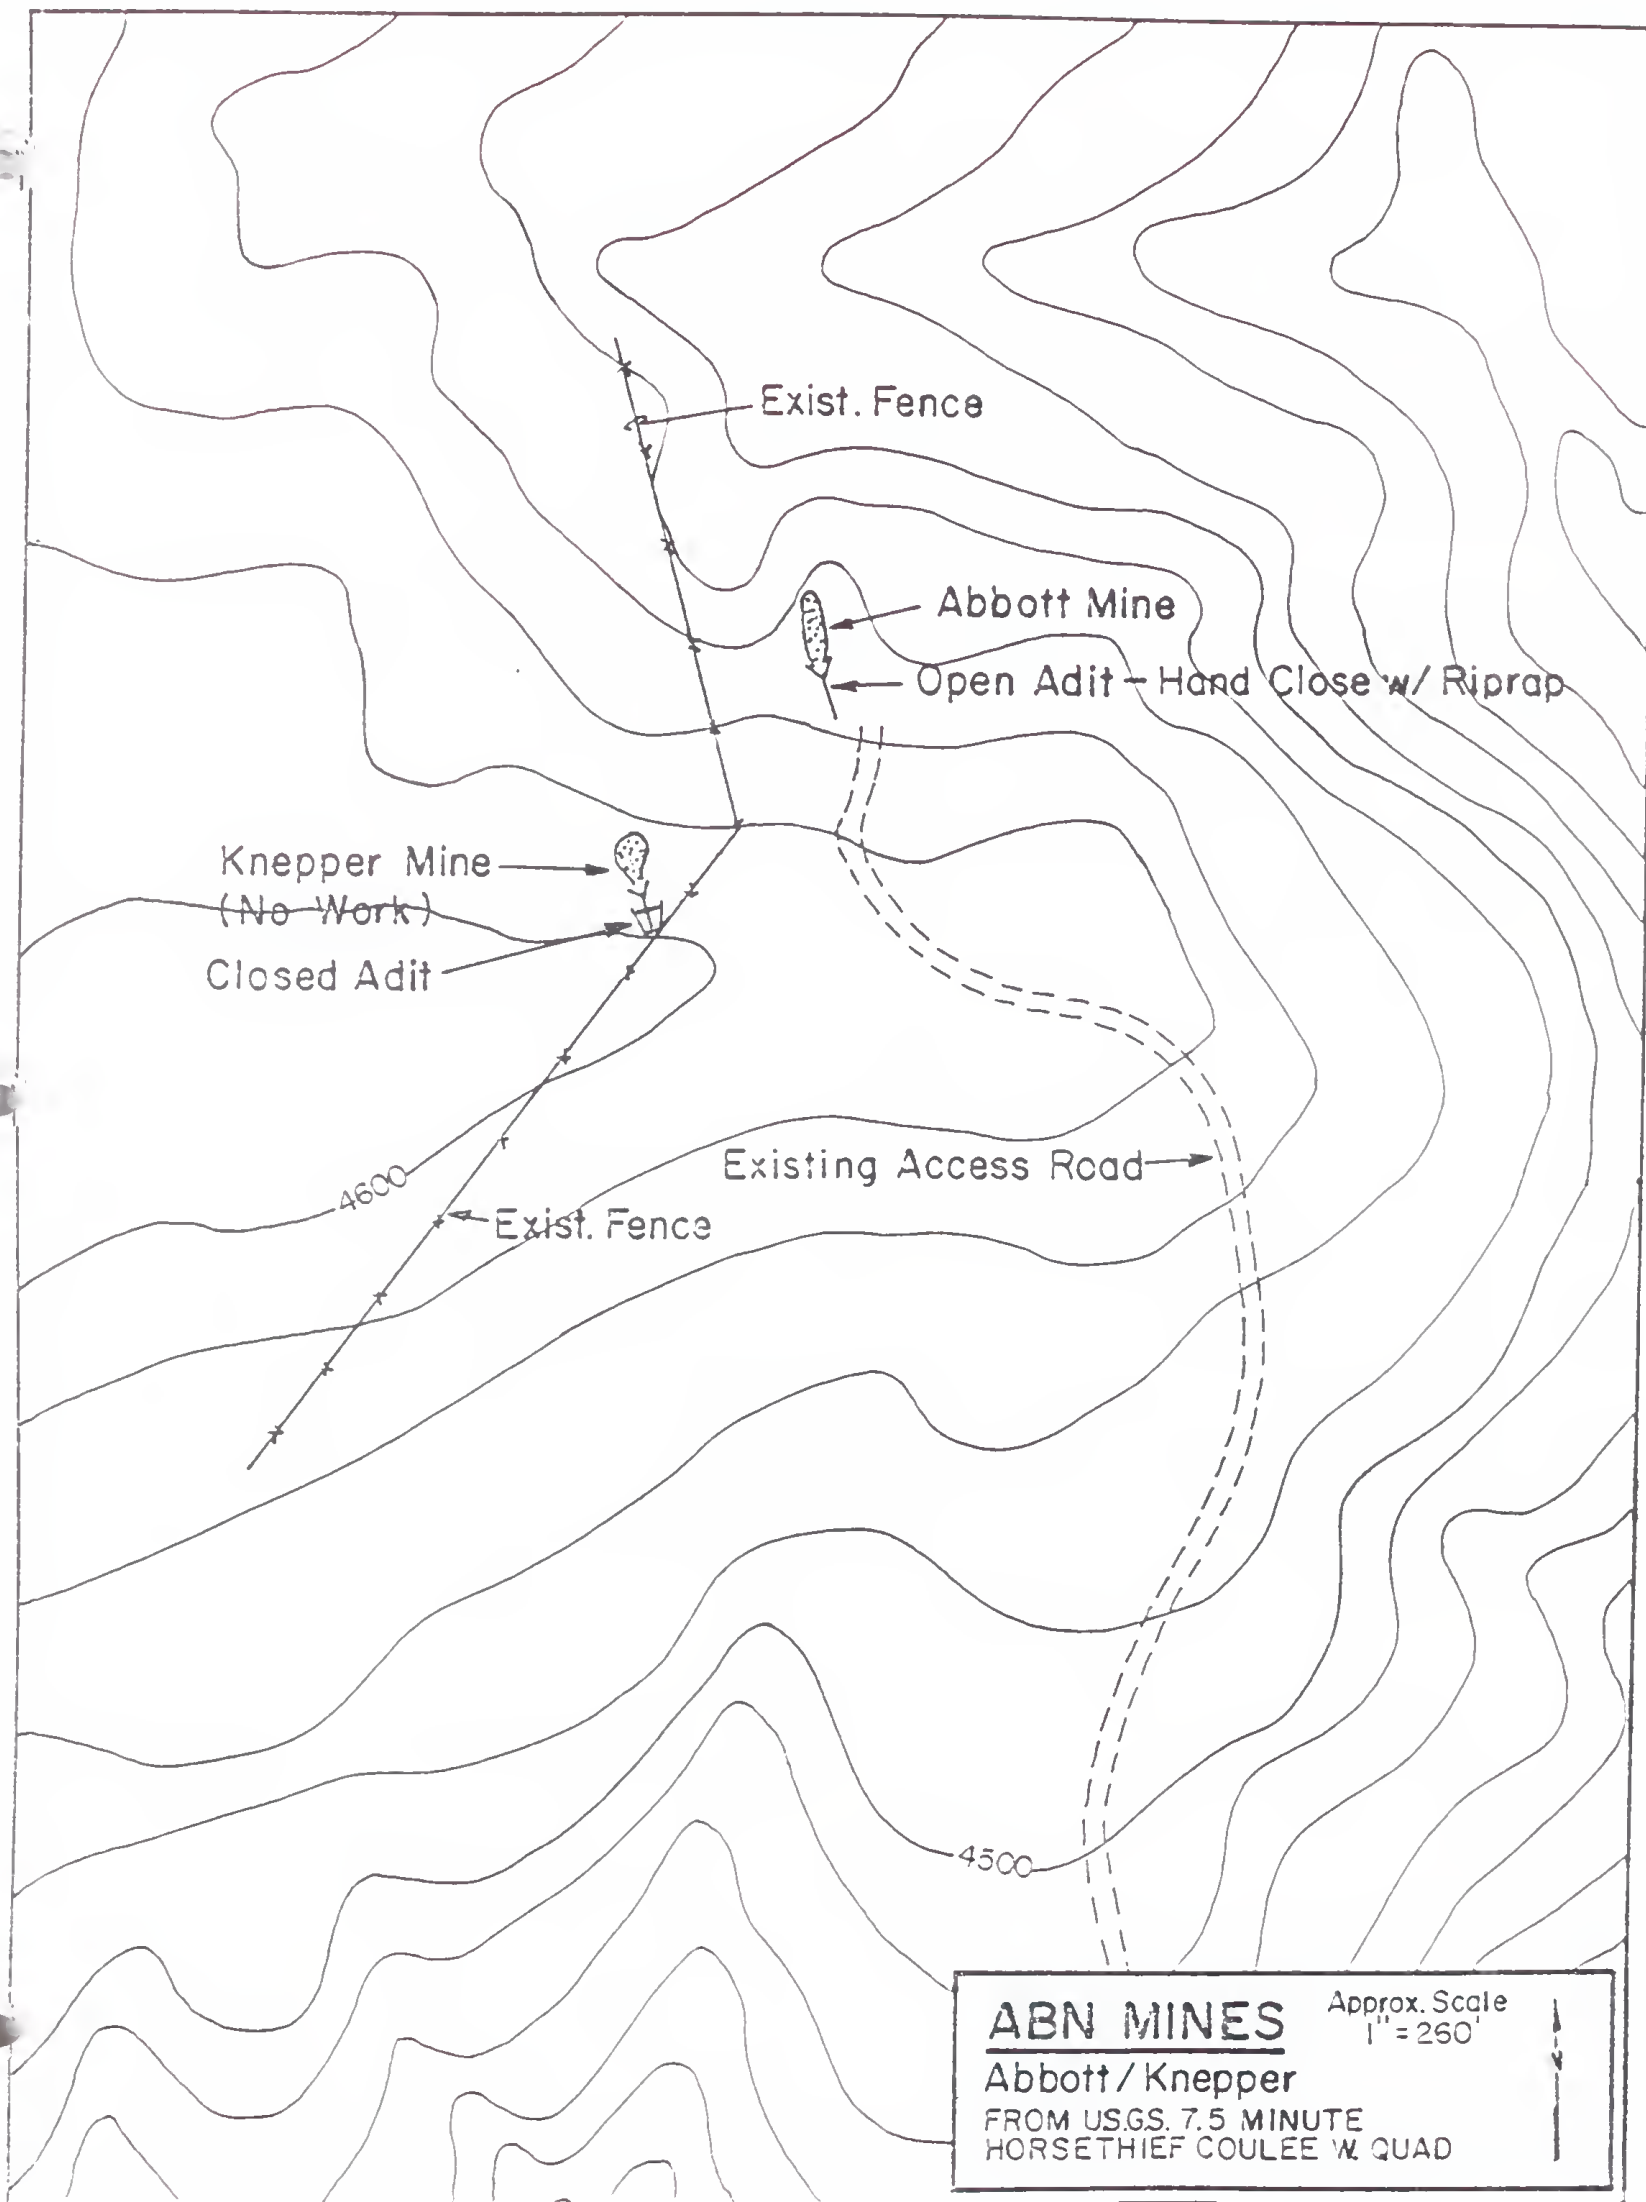 Exist. Fence
Abbott Mine
Open Adit - Hand Close w/ Riprap
Knepper Mine
(No Work)
Closed Adit
Existing Access Road
4600
Exist. Fence
4500
ABN MINES
Approx. Scale
1" = 260'
Abbott/Knepper
FROM U.S.G.S. 7.5 MINUTE
HORSETHIEF COULEE W. QUAD